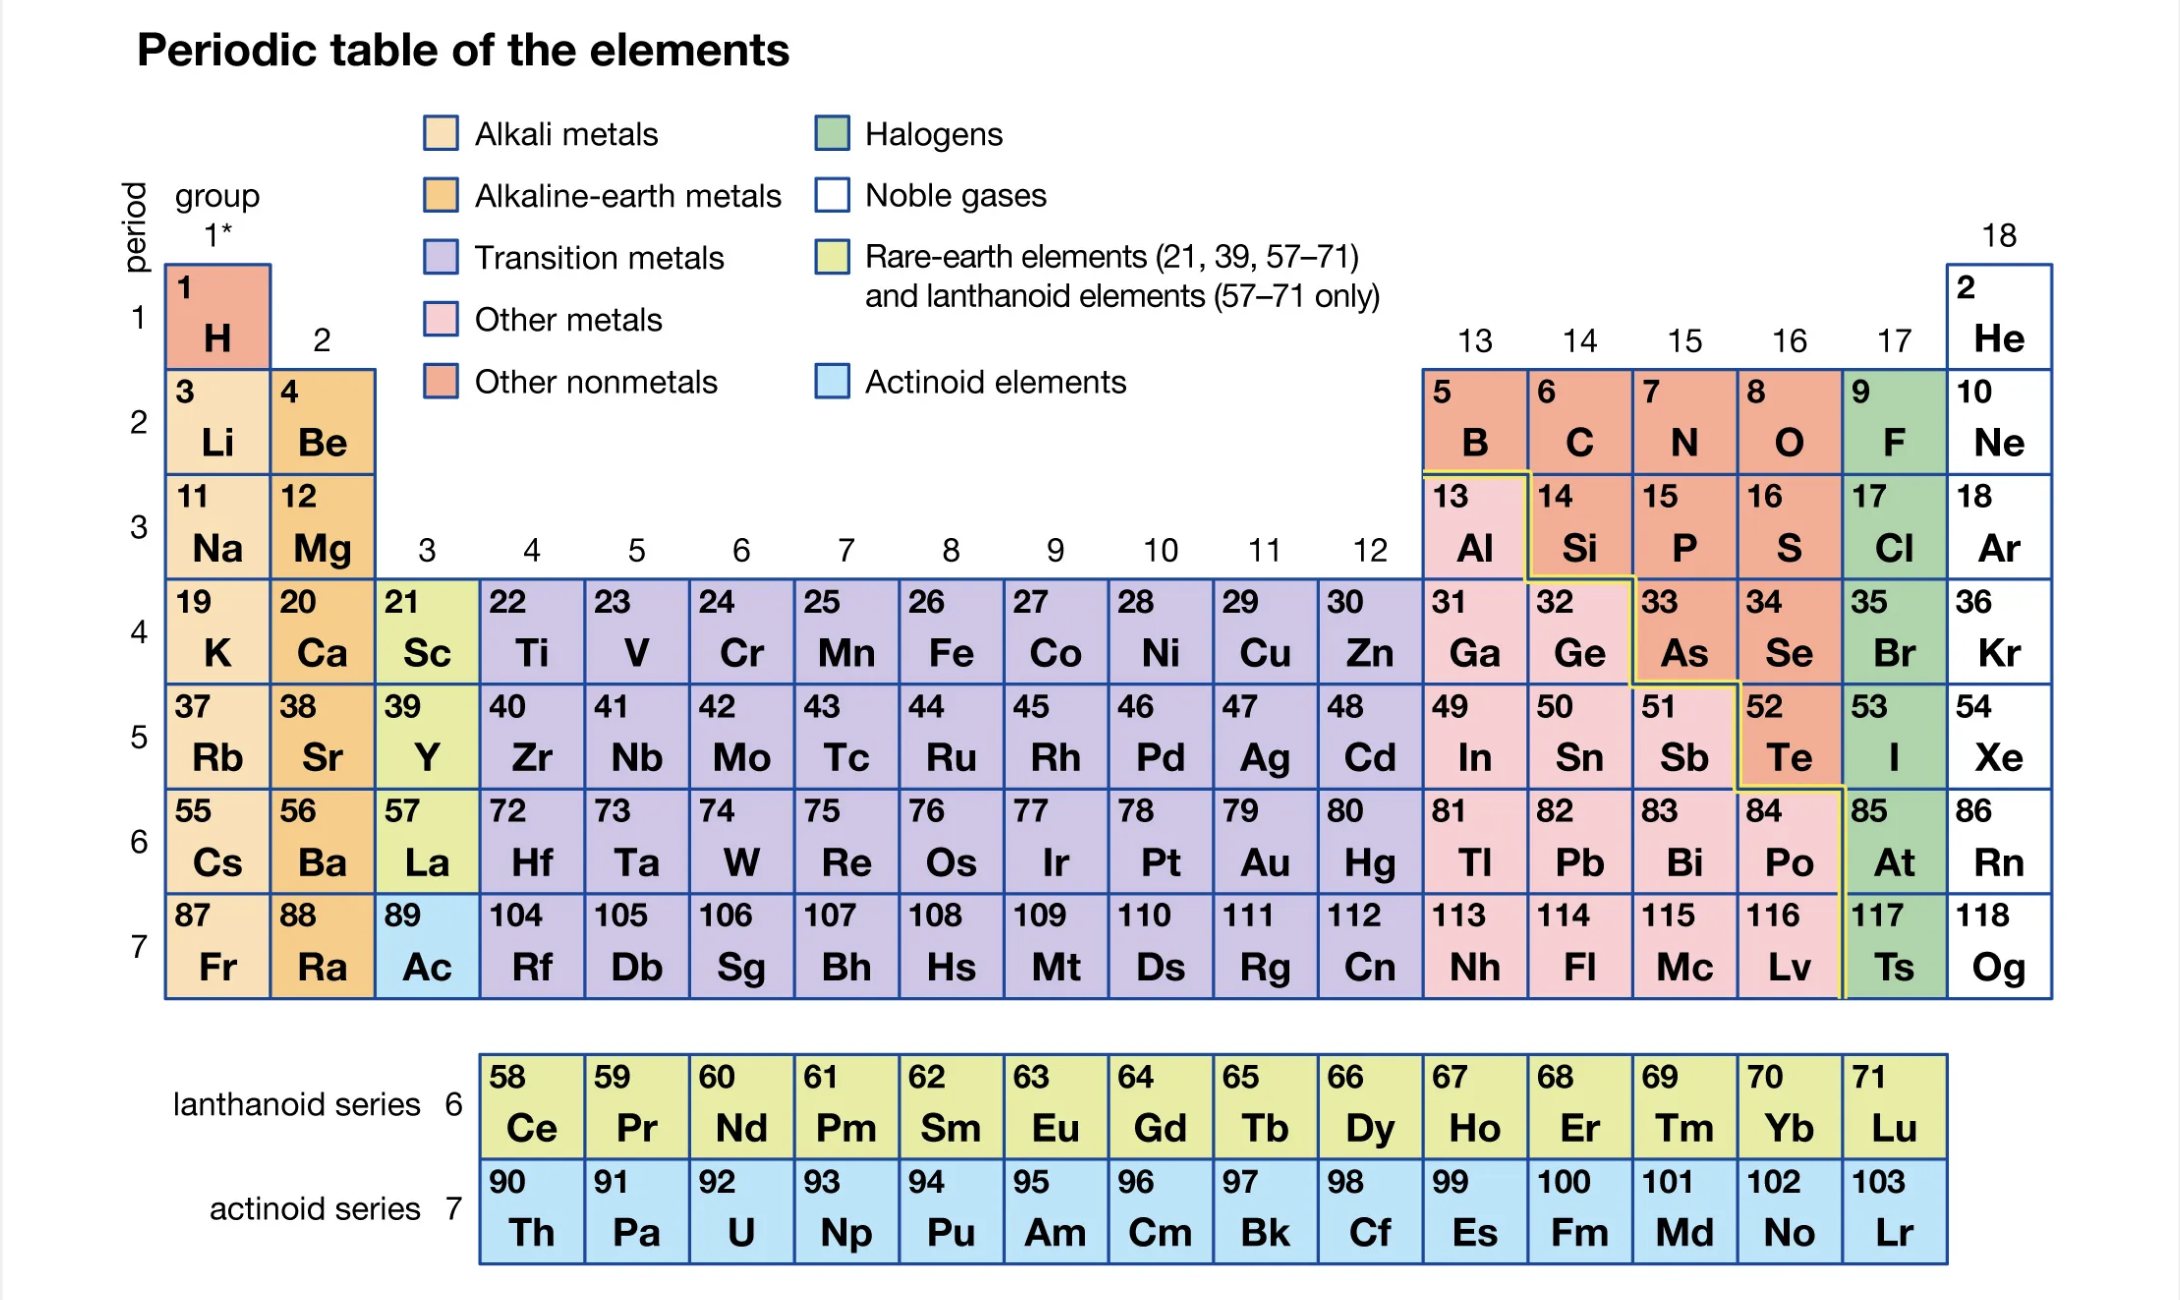 Periodic table of the elements
Alkali metals
Alkaline-earth metals
Transition metals
Other metals
Other nonmetals
Halogens
Noble gases
Rare-earth elements (21, 39, 57–71)
and lanthanoid elements (57–71 only)
Actinoid elements
period
group
1* 18
1 2
1 H He
2 13 14 15 16 17
3 4 5 6 7 8 9 10
2 Li Be B C N O F Ne
11 12 13 14 15 16 17 18
3 Na Mg Al Si P S Cl Ar
3 4 5 6 7 8 9 10 11 12
19 20 21 22 23 24 25 26 27 28 29 30 31 32 33 34 35 36
4 K Ca Sc Ti V Cr Mn Fe Co Ni Cu Zn Ga Ge As Se Br Kr
37 38 39 40 41 42 43 44 45 46 47 48 49 50 51 52 53 54
5 Rb Sr Y Zr Nb Mo Tc Ru Rh Pd Ag Cd In Sn Sb Te I Xe
55 56 57 72 73 74 75 76 77 78 79 80 81 82 83 84 85 86
6 Cs Ba La Hf Ta W Re Os Ir Pt Au Hg Tl Pb Bi Po At Rn
87 88 89 104 105 106 107 108 109 110 111 112 113 114 115 116 117 118
7 Fr Ra Ac Rf Db Sg Bh Hs Mt Ds Rg Cn Nh Fl Mc Lv Ts Og
58 59 60 61 62 63 64 65 66 67 68 69 70 71
lanthanoid series 6 Ce Pr Nd Pm Sm Eu Gd Tb Dy Ho Er Tm Yb Lu
90 91 92 93 94 95 96 97 98 99 100 101 102 103
actinoid series 7 Th Pa U Np Pu Am Cm Bk Cf Es Fm Md No Lr